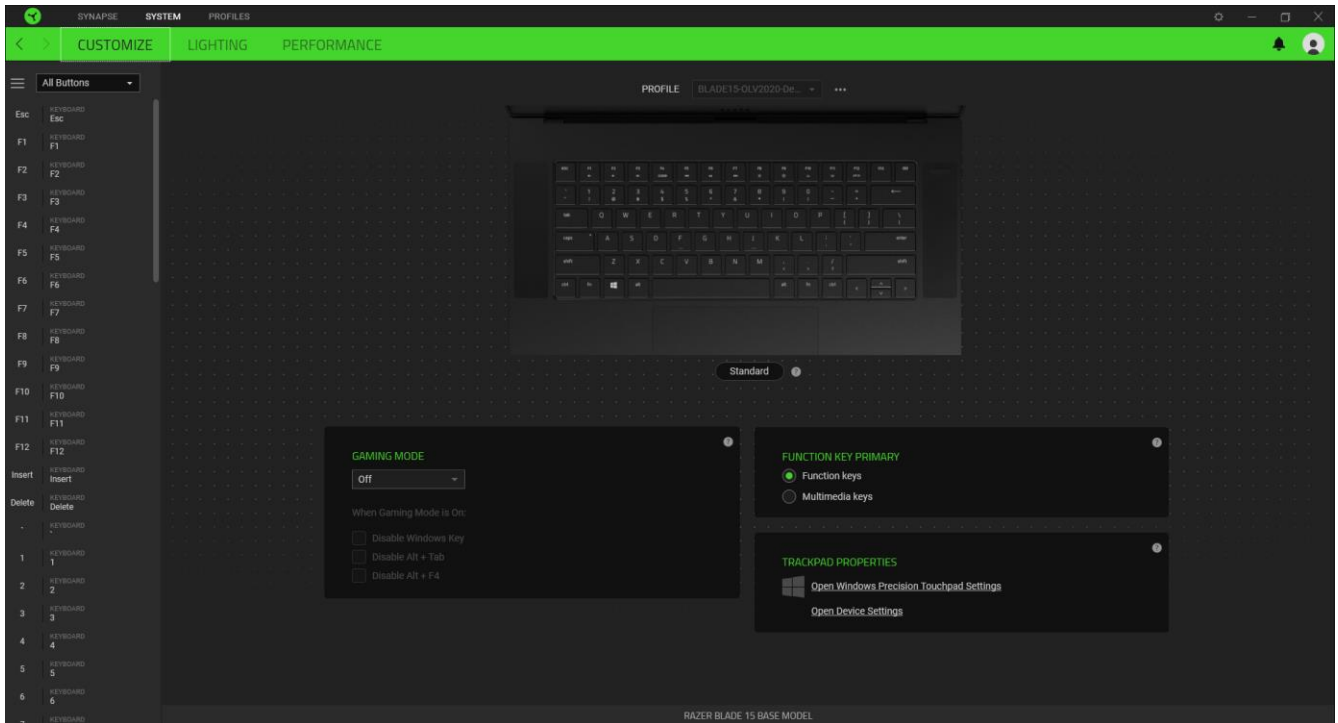 SYNAPSE SYSTEM PROFILES
CUSTOMIZE LIGHTING PERFORMANCE
All Buttons
PROFILE BLADE15-OLV2020-De...
Esc KEYBOARD
Esc
F1 KEYBOARD
F1
F2 KEYBOARD
F2
F3 KEYBOARD
F3
F4 KEYBOARD
F4
F5 KEYBOARD
F5
F6 KEYBOARD
F6
F7 KEYBOARD
F7
F8 KEYBOARD
F8
F9 KEYBOARD
F9
F10 KEYBOARD
F10
F11 KEYBOARD
F11
F12 KEYBOARD
F12
Insert KEYBOARD
Insert
Delete KEYBOARD
Delete
` KEYBOARD
`
1 KEYBOARD
1
2 KEYBOARD
2
3 KEYBOARD
3
4 KEYBOARD
4
5 KEYBOARD
5
6 KEYBOARD
6
KEYBOARD
Q W E R T Y U I O P
A S D F G H J K L
Z X C V B N M
Standard
GAMING MODE
Off
When Gaming Mode is On:
Disable Windows Key
Disable Alt + Tab
Disable Alt + F4
FUNCTION KEY PRIMARY
Function keys
Multimedia keys
TRACKPAD PROPERTIES
Open Windows Precision Touchpad Settings
Open Device Settings
RAZER BLADE 15 BASE MODEL